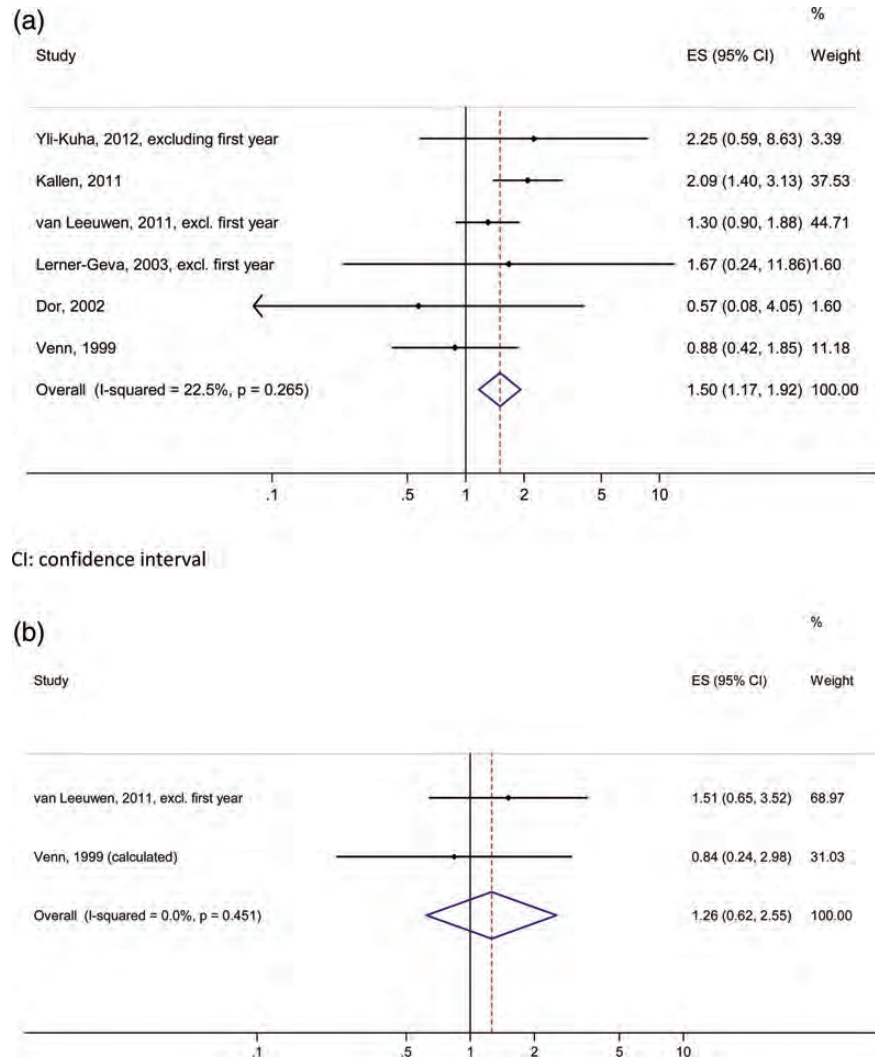 (a)
%
Study ES (95% CI) Weight
Yli-Kuha, 2012, excluding first year 2.25 (0.59, 8.63) 3.39
Kallen, 2011 2.09 (1.40, 3.13) 37.53
van Leeuwen, 2011, excl. first year 1.30 (0.90, 1.88) 44.71
Lerner-Geva, 2003, excl. first year 1.67 (0.24, 11.86) 1.60
Dor, 2002 0.57 (0.08, 4.05) 1.60
Venn, 1999 0.88 (0.42, 1.85) 11.18
Overall (I-squared = 22.5%, p = 0.265) 1.50 (1.17, 1.92) 100.00
.1 .5 1 2 5 10
CI: confidence interval
(b)
%
Study ES (95% CI) Weight
van Leeuwen, 2011, excl. first year 1.51 (0.65, 3.52) 68.97
Venn, 1999 (calculated) 0.84 (0.24, 2.98) 31.03
Overall (I-squared = 0.0%, p = 0.451) 1.26 (0.62, 2.55) 100.00
.1 .5 1 2 5 10